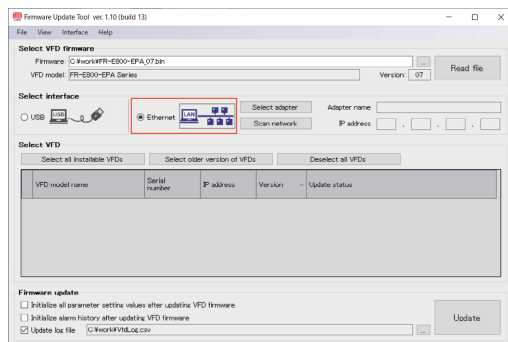 Firmware Update Tool ver. 1.10 (build 13)
File View Interface Help
Select VFD firmware
Firmware: C:¥work¥FR-E800-EPA_07.bin ...
Read file
VFD model: FR-E800-EPA Series Version: 07
Select interface
USB USB Ethernet LAN Select adapter Adapter name
Scan network IP address . . .
Select VFD
Select all installable VFDs Select older version of VFDs Deselect all VFDs
VFD model name Serial number IP address Version Update status
Firmware update
Initialize all parameter setting values after updating VFD firmware
Initialize alarm history after updating VFD firmware
Update
Update log file C:¥work¥VfdLog.csv ...